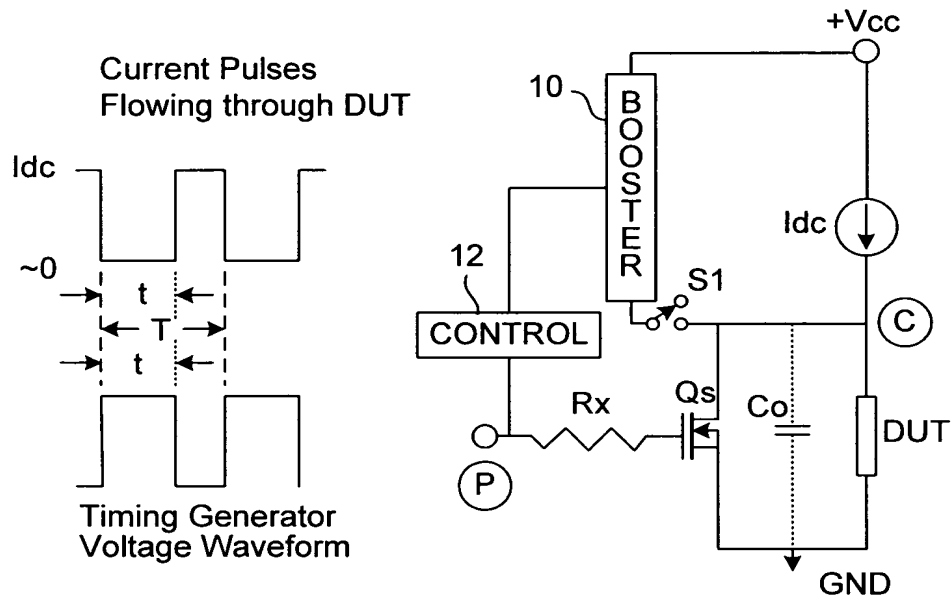 Current Pulses
Flowing through DUT
Idc
~0
t
T
t
Timing Generator
Voltage Waveform
+Vcc
10
BOOSTER
Idc
12
CONTROL
S1
C
Rx
Qs
Co
DUT
P
GND